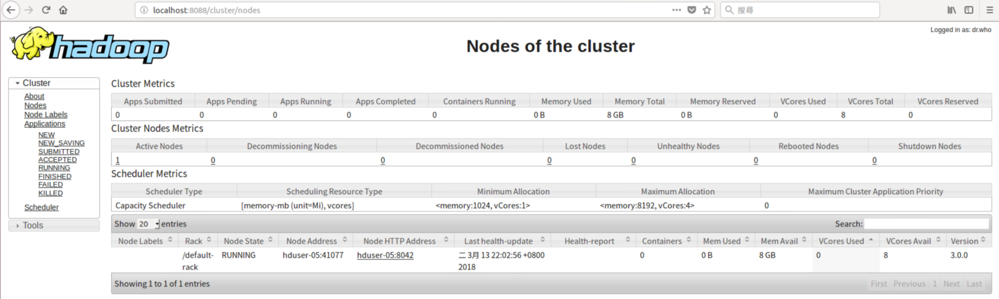 localhost:8088/cluster/nodes
搜尋
Logged in as: dr.who
hadoop
Nodes of the cluster
Cluster
About
Nodes
Node Labels
Applications
NEW
NEW_SAVING
SUBMITTED
ACCEPTED
RUNNING
FINISHED
FAILED
KILLED
Scheduler
Tools
Cluster Metrics
Apps Submitted Apps Pending Apps Running Apps Completed Containers Running Memory Used Memory Total Memory Reserved VCores Used VCores Total VCores Reserved
0 0 0 0 0 0 B 8 GB 0 B 0 8 0
Cluster Nodes Metrics
Active Nodes Decommissioning Nodes Decommissioned Nodes Lost Nodes Unhealthy Nodes Rebooted Nodes Shutdown Nodes
1 0 0 0 0 0 0
Scheduler Metrics
Scheduler Type Scheduling Resource Type Minimum Allocation Maximum Allocation Maximum Cluster Application Priority
Capacity Scheduler [memory-mb (unit=Mi), vcores] <memory:1024, vCores:1> <memory:8192, vCores:4> 0
Show 20 entries Search:
Node Labels Rack Node State Node Address Node HTTP Address Last health-update Health-report Containers Mem Used Mem Avail VCores Used VCores Avail Version
/default- RUNNING hduser-05:41077 hduser-05:8042 二 3月 13 22:02:56 +0800 0 0 B 8 GB 0 8 3.0.0
rack 2018
Showing 1 to 1 of 1 entries First Previous 1 Next Last